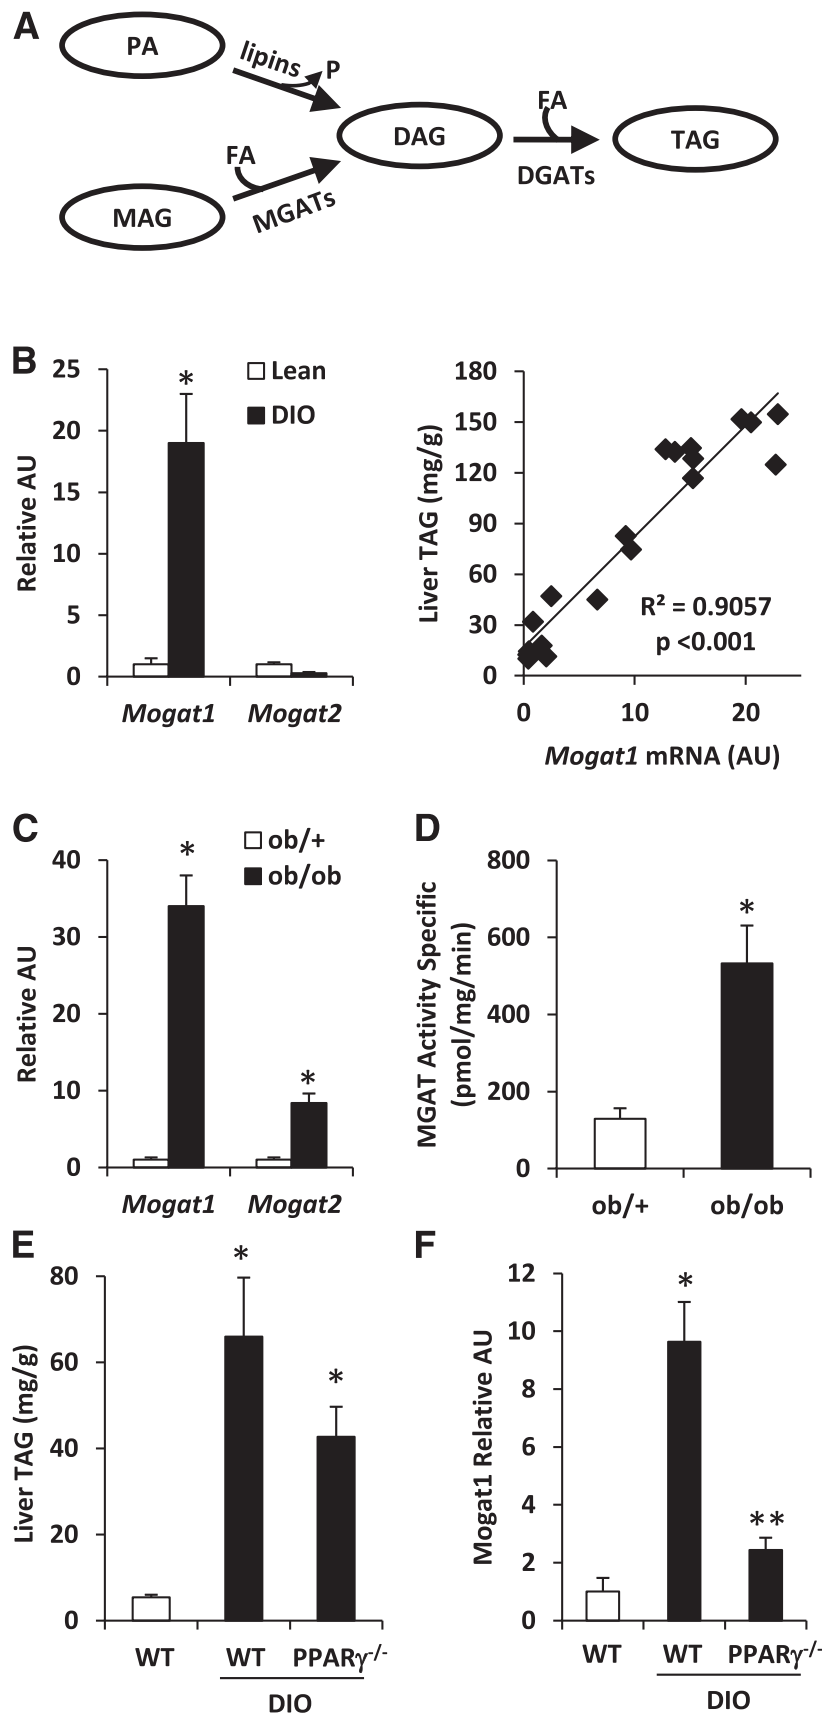 A
PA
lipins
P
FA
DAG
TAG
FA
DGATs
MAG
MGATs
B
Relative AU
25
20
15
10
5
0
*
Lean
DIO
Mogat1 Mogat2
Liver TAG (mg/g)
180
150
120
90
60
30
0
R² = 0.9057
p <0.001
0 10 20
Mogat1 mRNA (AU)
C
Relative AU
40
30
20
10
0
ob/+
ob/ob
*
*
Mogat1 Mogat2
D
MGAT Activity Specific
(pmol/mg/min)
800
600
400
200
0
*
ob/+ ob/ob
E
Liver TAG (mg/g)
80
60
40
20
0
*
*
WT WT PPARγ-/-
DIO
F
Mogat1 Relative AU
12
10
8
6
4
2
0
*
**
WT WT PPARγ-/-
DIO